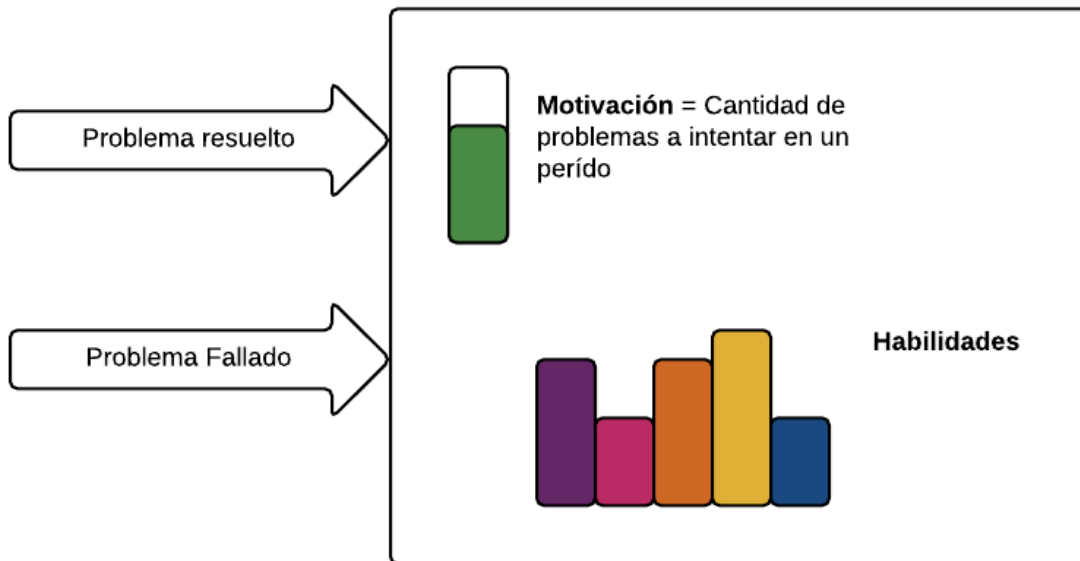 Problema resuelto
Motivación = Cantidad de
problemas a intentar en un
perído
Problema Fallado
Habilidades